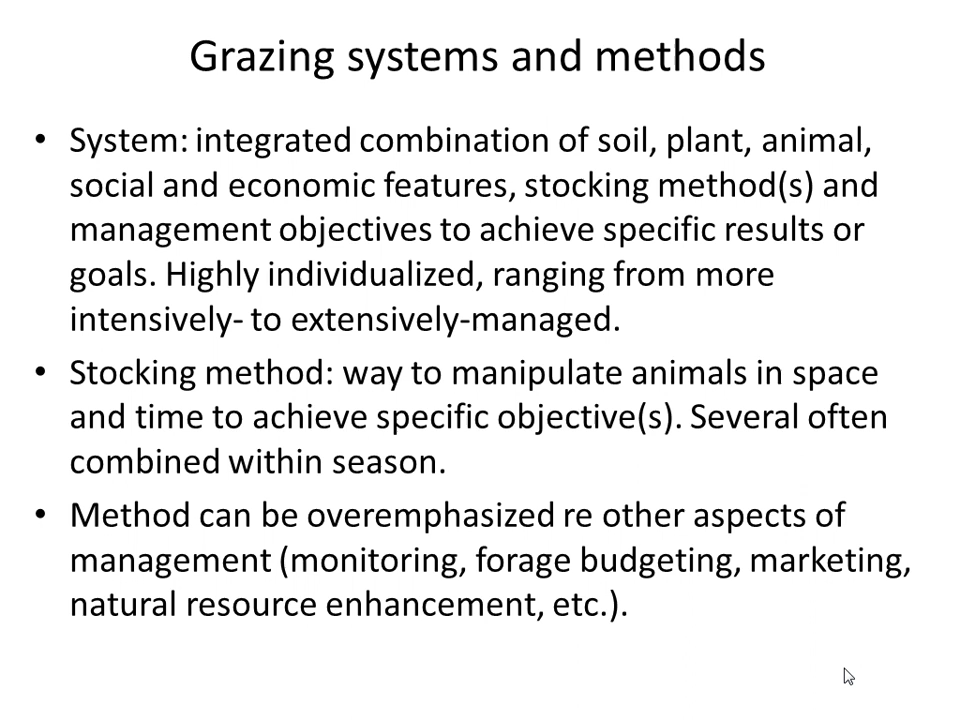 Grazing systems and methods
• System: integrated combination of soil, plant, animal,
social and economic features, stocking method(s) and
management objectives to achieve specific results or
goals. Highly individualized, ranging from more
intensively- to extensively-managed.
• Stocking method: way to manipulate animals in space
and time to achieve specific objective(s). Several often
combined within season.
• Method can be overemphasized re other aspects of
management (monitoring, forage budgeting, marketing,
natural resource enhancement, etc.).